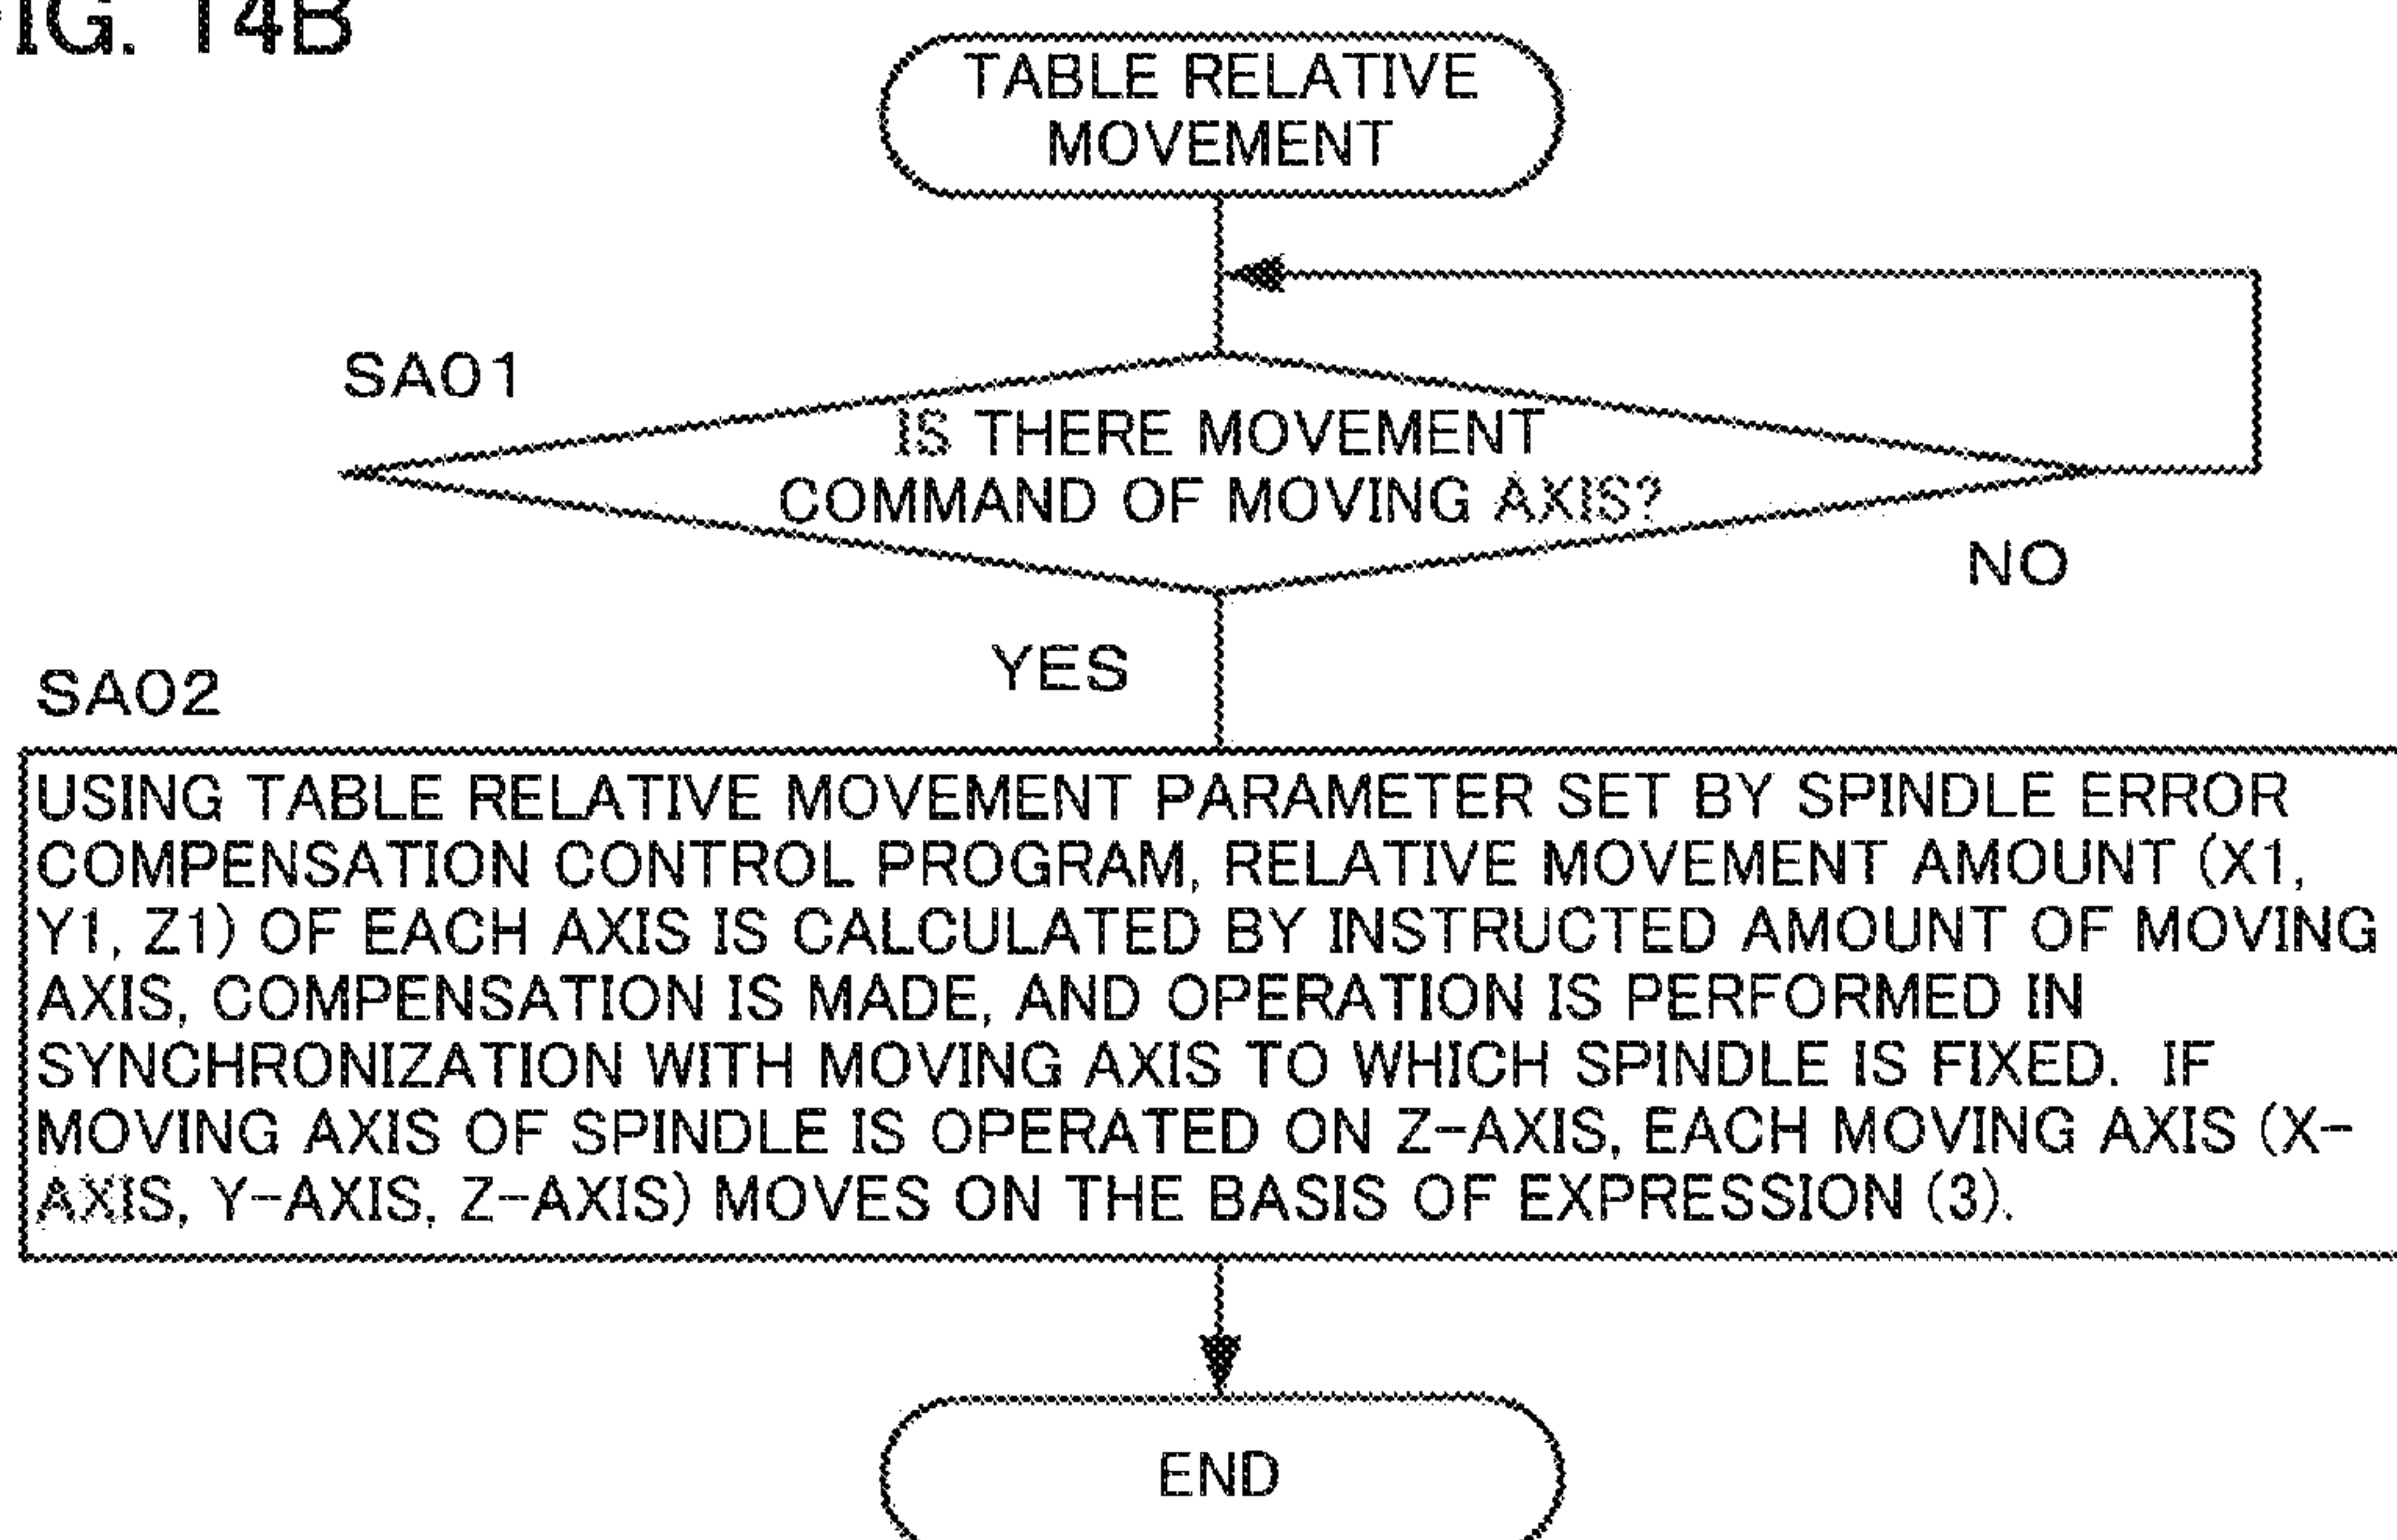 FIG. 14B
TABLE RELATIVE
MOVEMENT
SA01
IS THERE MOVEMENT
COMMAND OF MOVING AXIS?
NO
YES
SA02
USING TABLE RELATIVE MOVEMENT PARAMETER SET BY SPINDLE ERROR
COMPENSATION CONTROL PROGRAM, RELATIVE MOVEMENT AMOUNT (X1,
Y1, Z1) OF EACH AXIS IS CALCULATED BY INSTRUCTED AMOUNT OF MOVING
AXIS, COMPENSATION IS MADE, AND OPERATION IS PERFORMED IN
SYNCHRONIZATION WITH MOVING AXIS TO WHICH SPINDLE IS FIXED. IF
MOVING AXIS OF SPINDLE IS OPERATED ON Z-AXIS, EACH MOVING AXIS (X-
AXIS, Y-AXIS, Z-AXIS) MOVES ON THE BASIS OF EXPRESSION (3).
END